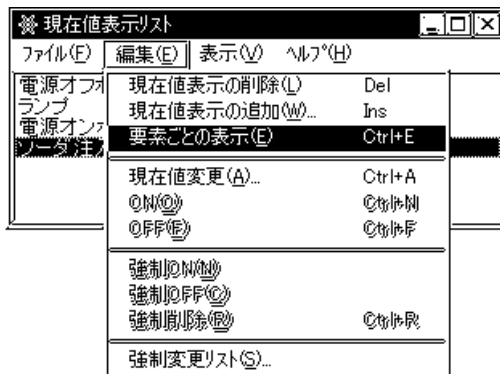 現在値表示リスト
ファイル(F) 編集(E) 表示(V) ヘルプ(H)
電源オフ
ランプ
電源オン
ソーダ注
現在値表示の削除(L) Del
現在値表示の追加(W)... Ins
要素ごとの表示(E) Ctrl+E
現在値変更(A)... Ctrl+A
ON(O) Ctrl+N
OFF(F) Ctrl+F
強制ON(N)
強制OFF(C)
強制削除(R) Ctrl+R
強制変更リスト(S)...